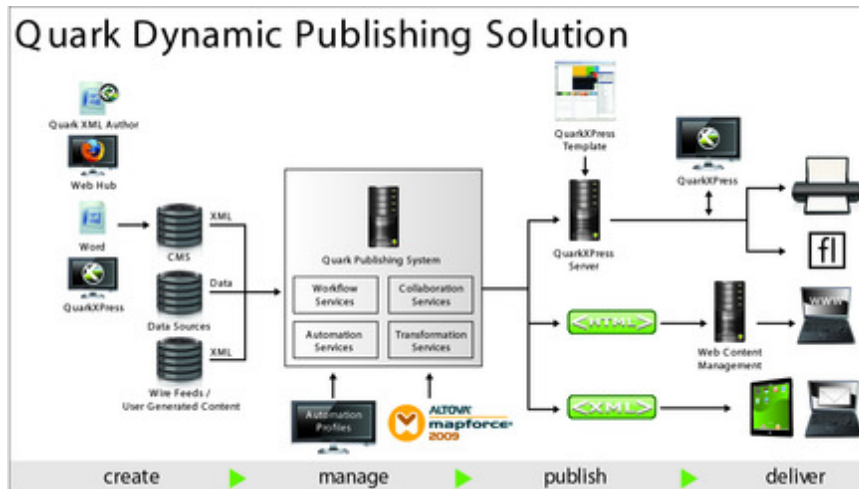 Quark Dynamic Publishing Solution
Quark XML Author
Web Hub
Word
QuarkXPress
XML
CMS
Data
Data Sources
XML
Wire Feeds /
User Generated Content
Quark Publishing System
Workflow
Services
Collaboration
Services
Automation
Services
Transformation
Services
Automation
Profiles
ALTOVA®
mapforce®
2009
QuarkXPress
Template
QuarkXPress
Server
QuarkXPress
fl
<HTML>
Web Content
Management
WWW
<XML>
create
manage
publish
deliver